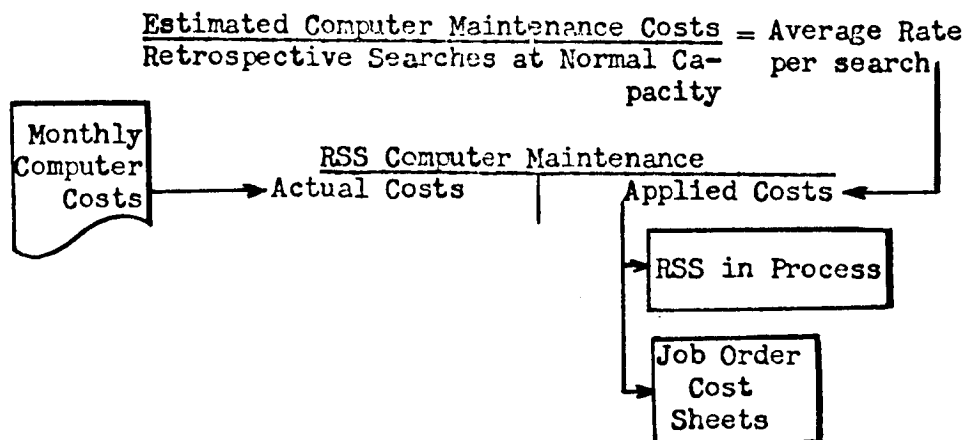 Estimated Computer Maintenance Costs = Average Rate
Retrospective Searches at Normal Ca- per search
pacity
Monthly
Computer
Costs
RSS Computer Maintenance
Actual Costs
Applied Costs
RSS in Process
Job Order
Cost
Sheets